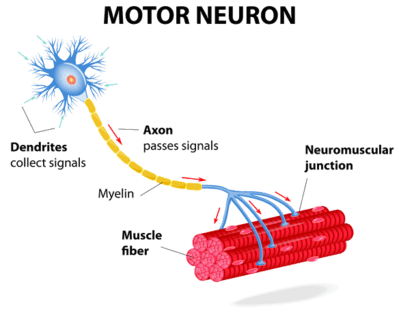 MOTOR NEURON
Dendrites
collect signals
Axon
passes signals
Myelin
Neuromuscular
junction
Muscle
fiber